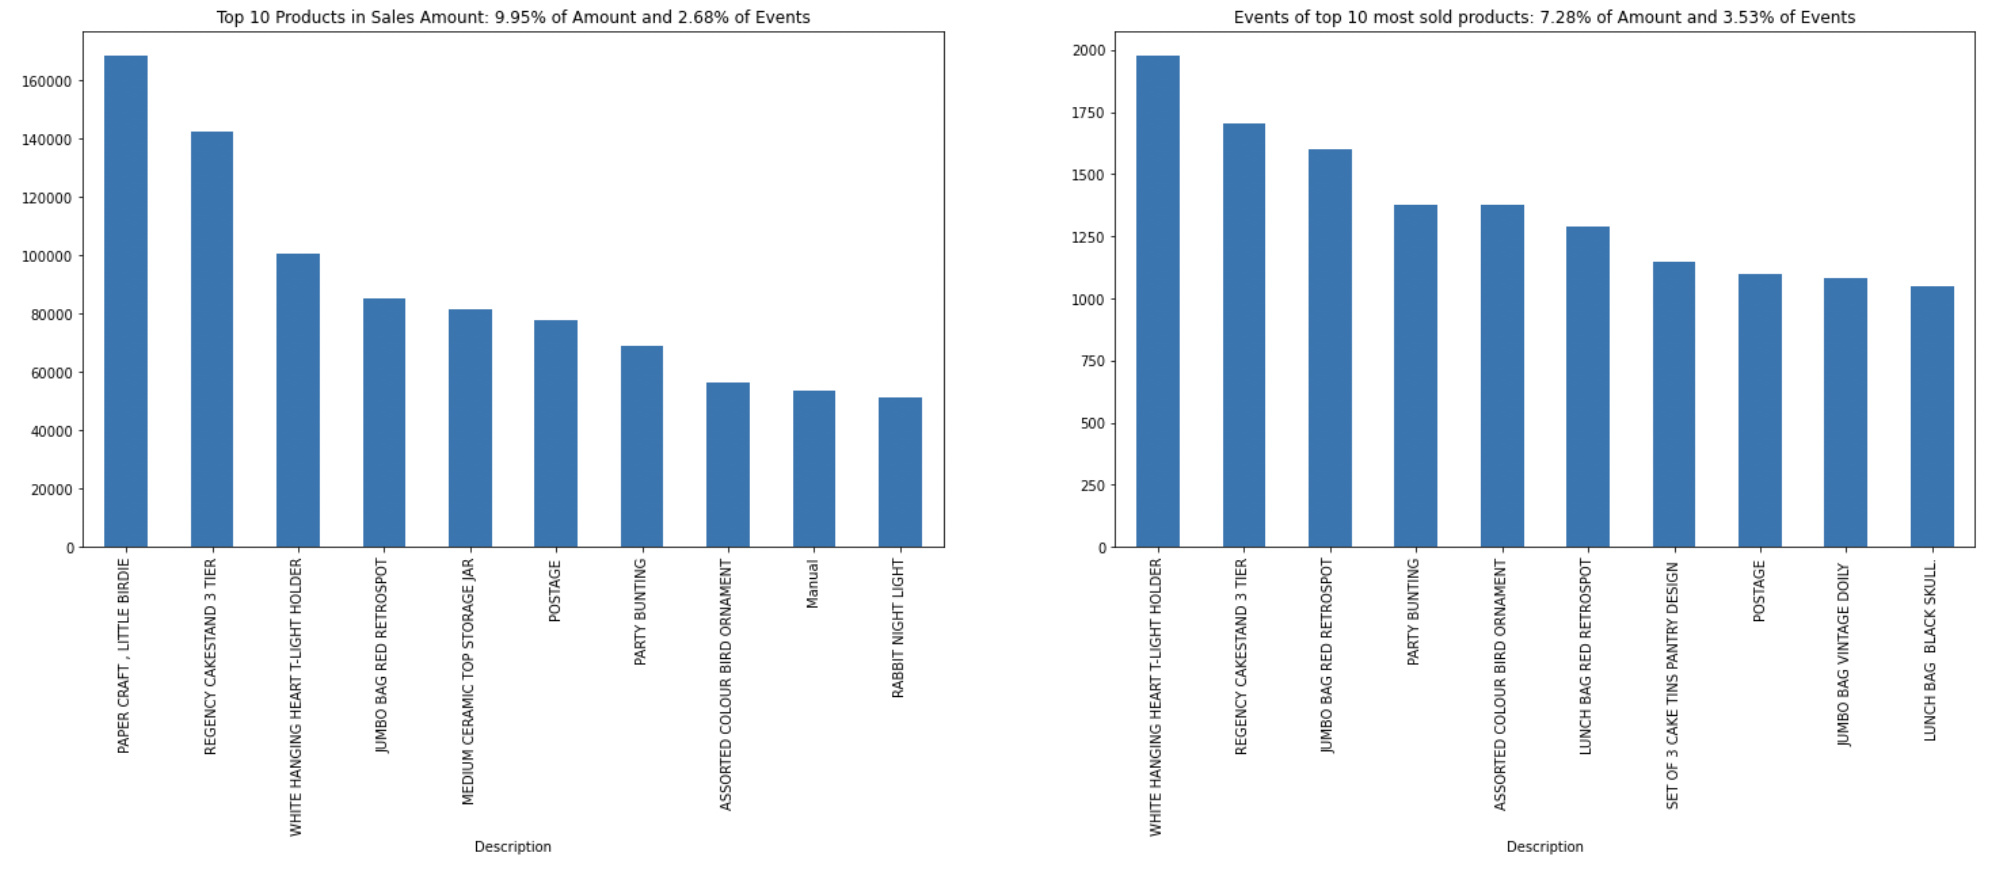 Top 10 Products in Sales Amount: 9.95% of Amount and 2.68% of Events
160000
140000
120000
100000
80000
60000
40000
20000
0
PAPER CRAFT , LITTLE BIRDIE
REGENCY CAKESTAND 3 TIER
WHITE HANGING HEART T-LIGHT HOLDER
JUMBO BAG RED RETROSPOT
MEDIUM CERAMIC TOP STORAGE JAR
POSTAGE
PARTY BUNTING
ASSORTED COLOUR BIRD ORNAMENT
Manual
RABBIT NIGHT LIGHT
Description
Events of top 10 most sold products: 7.28% of Amount and 3.53% of Events
2000
1750
1500
1250
1000
750
500
250
0
WHITE HANGING HEART T-LIGHT HOLDER
REGENCY CAKESTAND 3 TIER
JUMBO BAG RED RETROSPOT
PARTY BUNTING
ASSORTED COLOUR BIRD ORNAMENT
LUNCH BAG RED RETROSPOT
SET OF 3 CAKE TINS PANTRY DESIGN
POSTAGE
JUMBO BAG VINTAGE DOILY
LUNCH BAG  BLACK SKULL.
Description